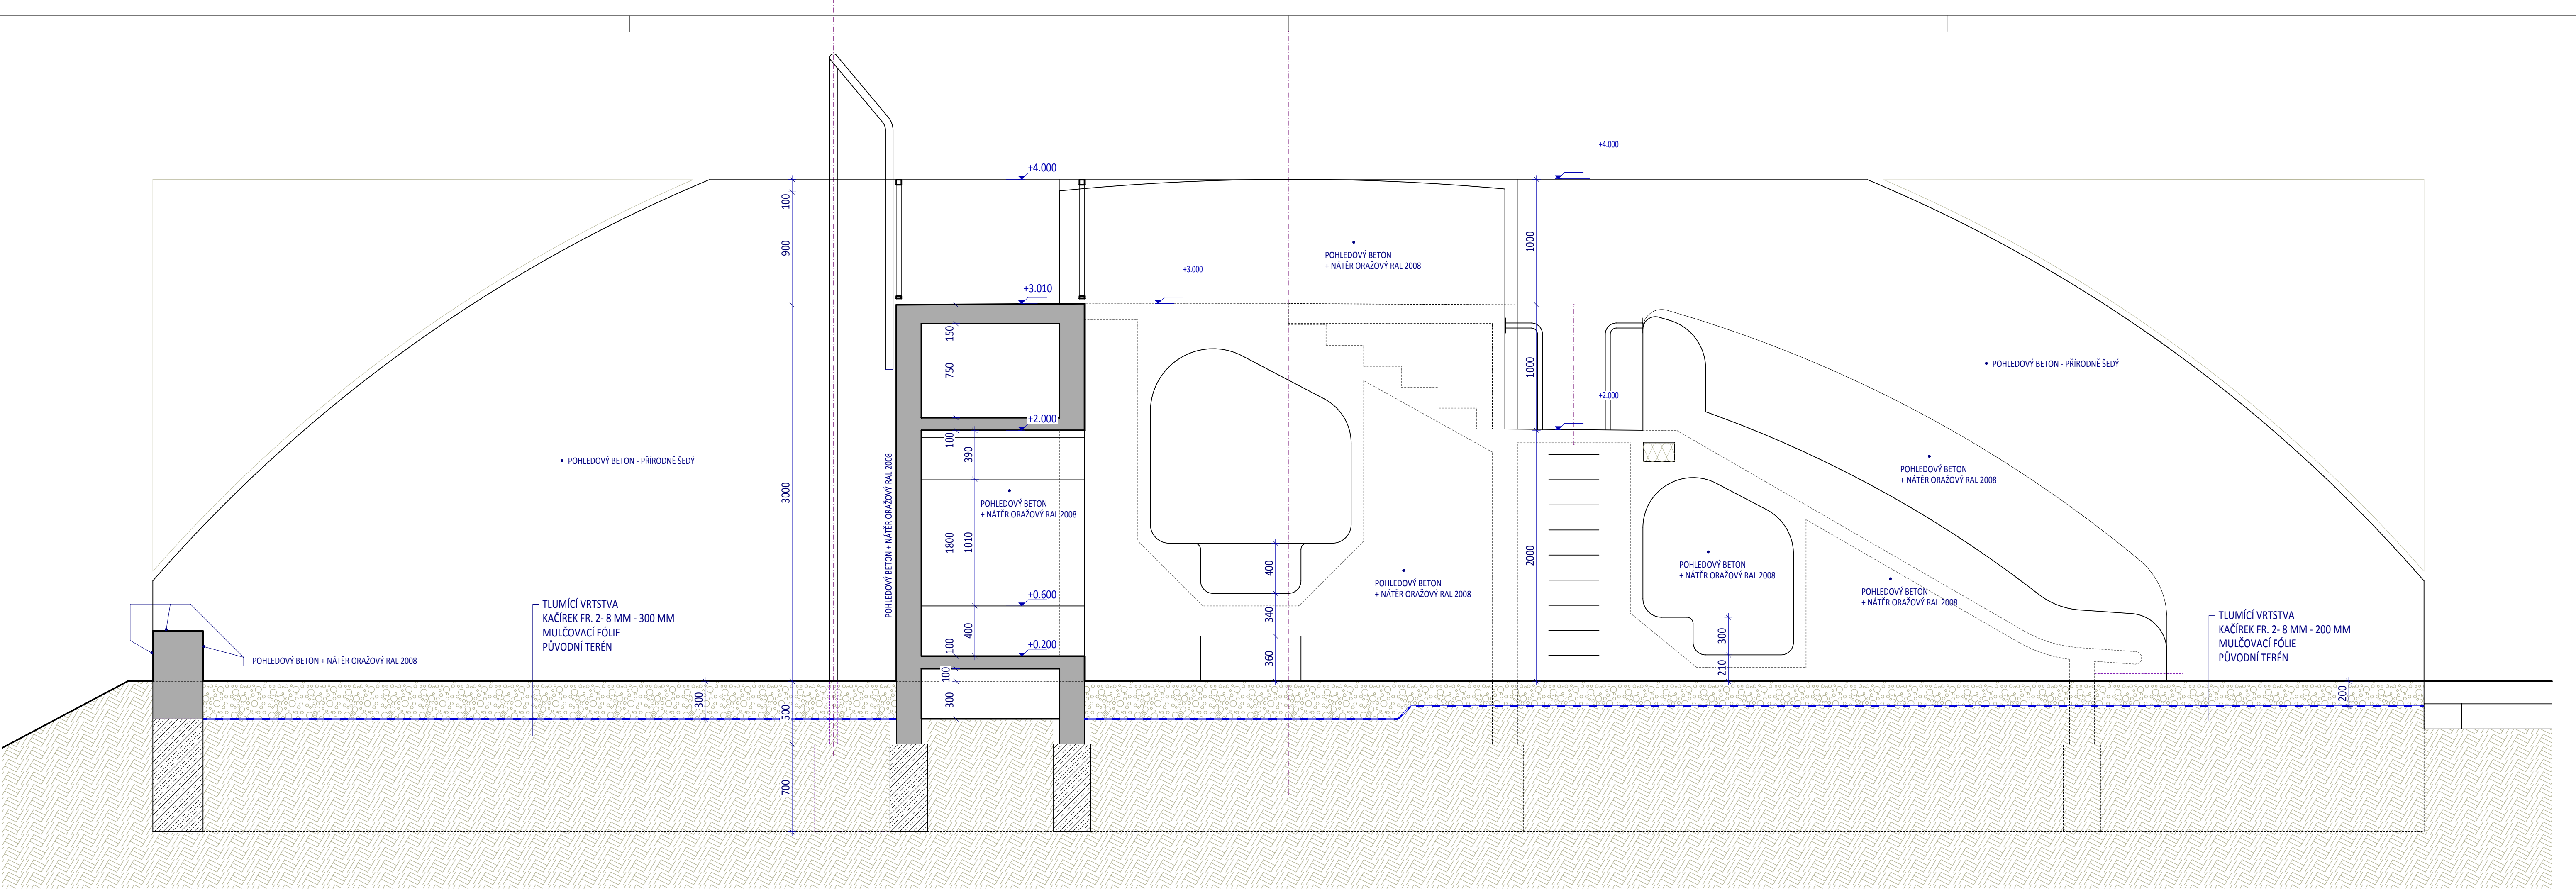 +4.000
+4.000
100
900
1000
POHLEDOVÝ BETON
+ NÁTĚR ORAŽOVÝ RAL 2008
+3.000
+3.010
150
750
1000
POHLEDOVÝ BETON - PŘÍRODNĚ ŠEDÝ
+2.000
+2.000
100
390
POHLEDOVÝ BETON - PŘÍRODNĚ ŠEDÝ
3000
POHLEDOVÝ BETON + NÁTĚR ORAŽOVÝ RAL 2008
POHLEDOVÝ BETON
+ NÁTĚR ORAŽOVÝ RAL 2008
POHLEDOVÝ BETON
+ NÁTĚR ORAŽOVÝ RAL 2008
1800
1010
2000
400
POHLEDOVÝ BETON
+ NÁTĚR ORAŽOVÝ RAL 2008
POHLEDOVÝ BETON
+ NÁTĚR ORAŽOVÝ RAL 2008
POHLEDOVÝ BETON
+ NÁTĚR ORAŽOVÝ RAL 2008
+0.600
TLUMÍCÍ VRTSTVA
KAČÍREK FR. 2- 8 MM - 300 MM
MULČOVACÍ FÓLIE
PŮVODNÍ TERÉN
TLUMÍCÍ VRTSTVA
KAČÍREK FR. 2- 8 MM - 200 MM
MULČOVACÍ FÓLIE
PŮVODNÍ TERÉN
340
400
300
100
+0.200
POHLEDOVÝ BETON + NÁTĚR ORAŽOVÝ RAL 2008
360
210
100
300
300
500
200
700